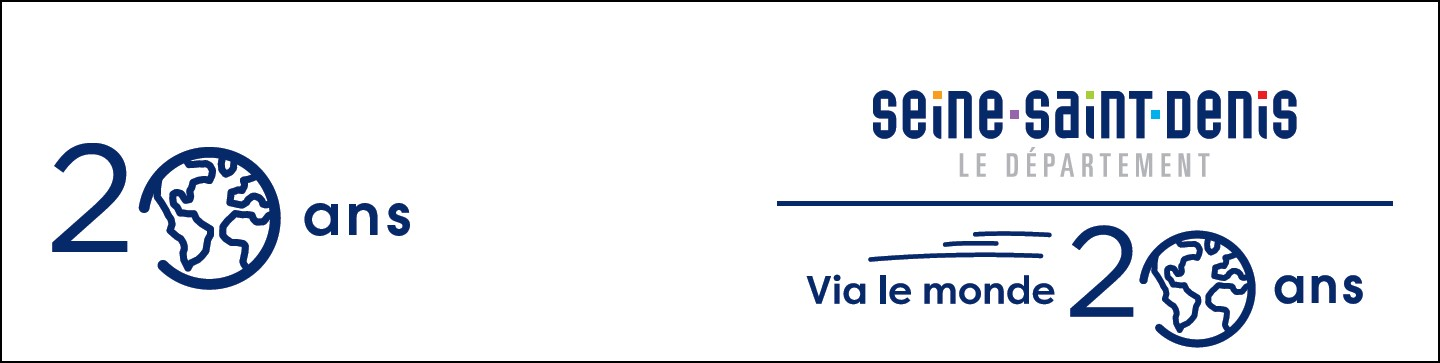 20 ans
seine-saint-denis
LE DÉPARTEMENT
Via le monde 20 ans